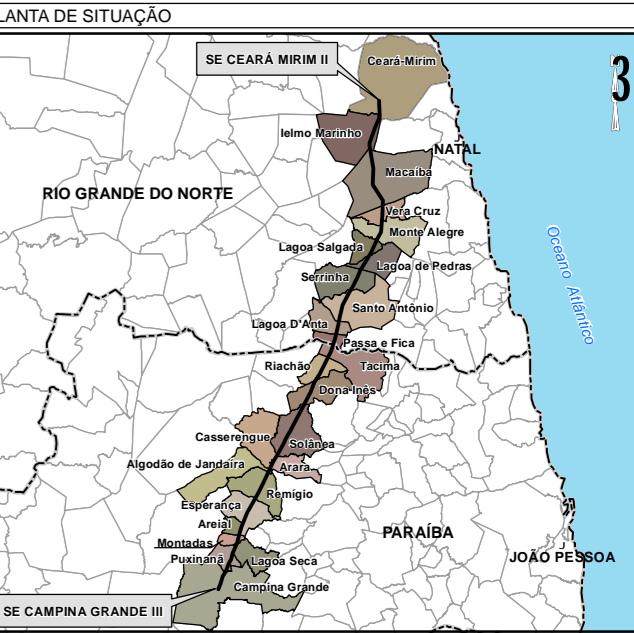 LANTA DE SITUAÇÃO
SE CEARÁ MIRIM II
Ceará-Mirim
3
Ielmo Marinho
NATAL
Macaíba
RIO GRANDE DO NORTE
Vera Cruz
Monte Alegre
Lagoa Salgada
Lagoa de Pedras
Serrinha
Oceano Atlântico
Santo Antônio
Lagoa D'Anta
Passa e Fica
Riachão
Tacima
Dona Inês
Casserengue
Solânea
Algodão de Jandaíra
Arara
Remígio
Esperança
Areial
PARAÍBA
Montadas
JOÃO PESSOA
Puxinanã
Lagoa Seca
Campina Grande
SE CAMPINA GRANDE III